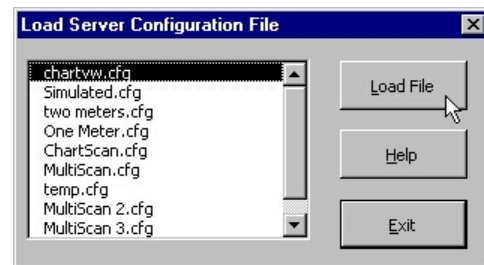 Load Server Configuration File
chartvw.cfg
Simulated.cfg
two meters.cfg
One Meter.cfg
ChartScan.cfg
MultiScan.cfg
temp.cfg
MultiScan 2.cfg
MultiScan 3.cfg
Load File
Help
Exit